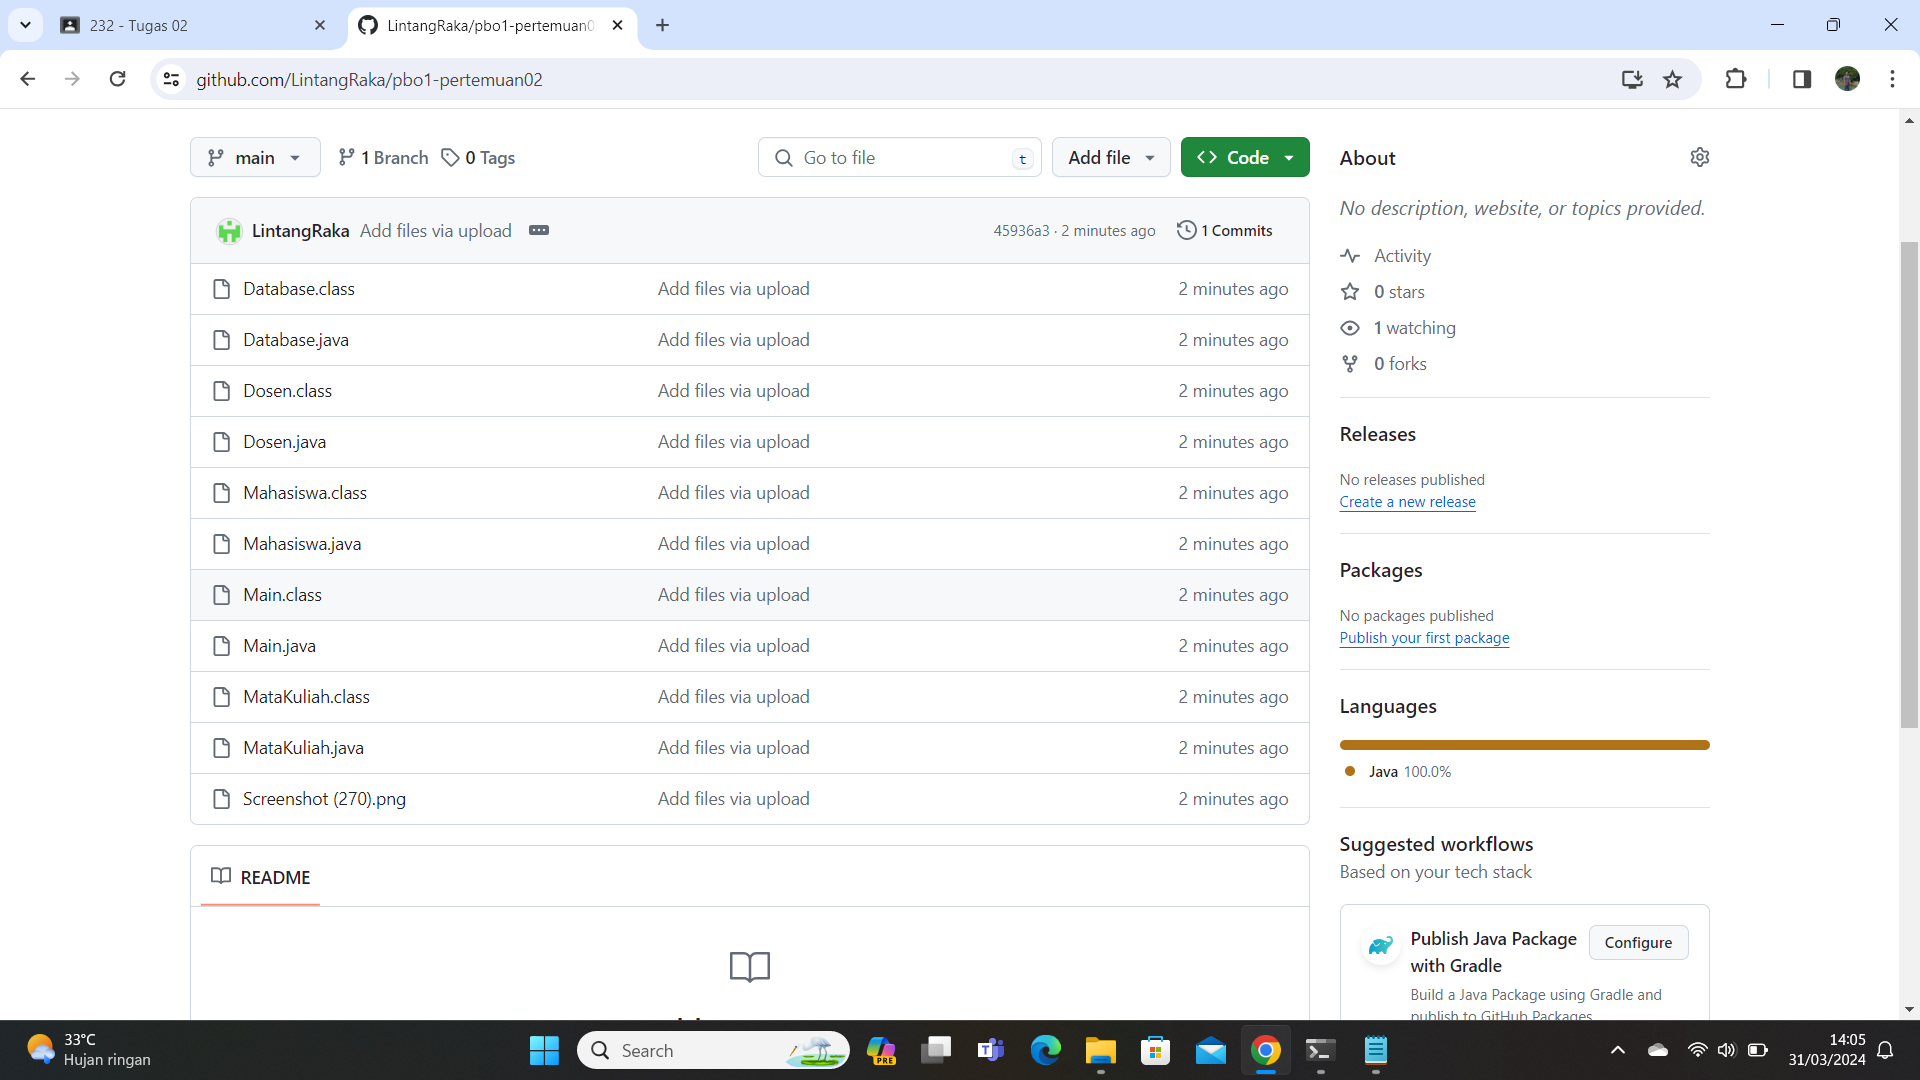 232 - Tugas 02
LintangRaka/pbo1-pertemuan0
github.com/LintangRaka/pbo1-pertemuan02
main
1 Branch
0 Tags
Go to file
t
Add file
Code
LintangRaka Add files via upload
45936a3 · 2 minutes ago
1 Commits
Database.class Add files via upload 2 minutes ago
Database.java Add files via upload 2 minutes ago
Dosen.class Add files via upload 2 minutes ago
Dosen.java Add files via upload 2 minutes ago
Mahasiswa.class Add files via upload 2 minutes ago
Mahasiswa.java Add files via upload 2 minutes ago
Main.class Add files via upload 2 minutes ago
Main.java Add files via upload 2 minutes ago
MataKuliah.class Add files via upload 2 minutes ago
MataKuliah.java Add files via upload 2 minutes ago
Screenshot (270).png Add files via upload 2 minutes ago
README
About
No description, website, or topics provided.
Activity
0 stars
1 watching
0 forks
Releases
No releases published
Create a new release
Packages
No packages published
Publish your first package
Languages
Java 100.0%
Suggested workflows
Based on your tech stack
Publish Java Package
with Gradle
Configure
Build a Java Package using Gradle and
publish to GitHub Packages.
33°C
Hujan ringan
Search
PRE
14:05
31/03/2024